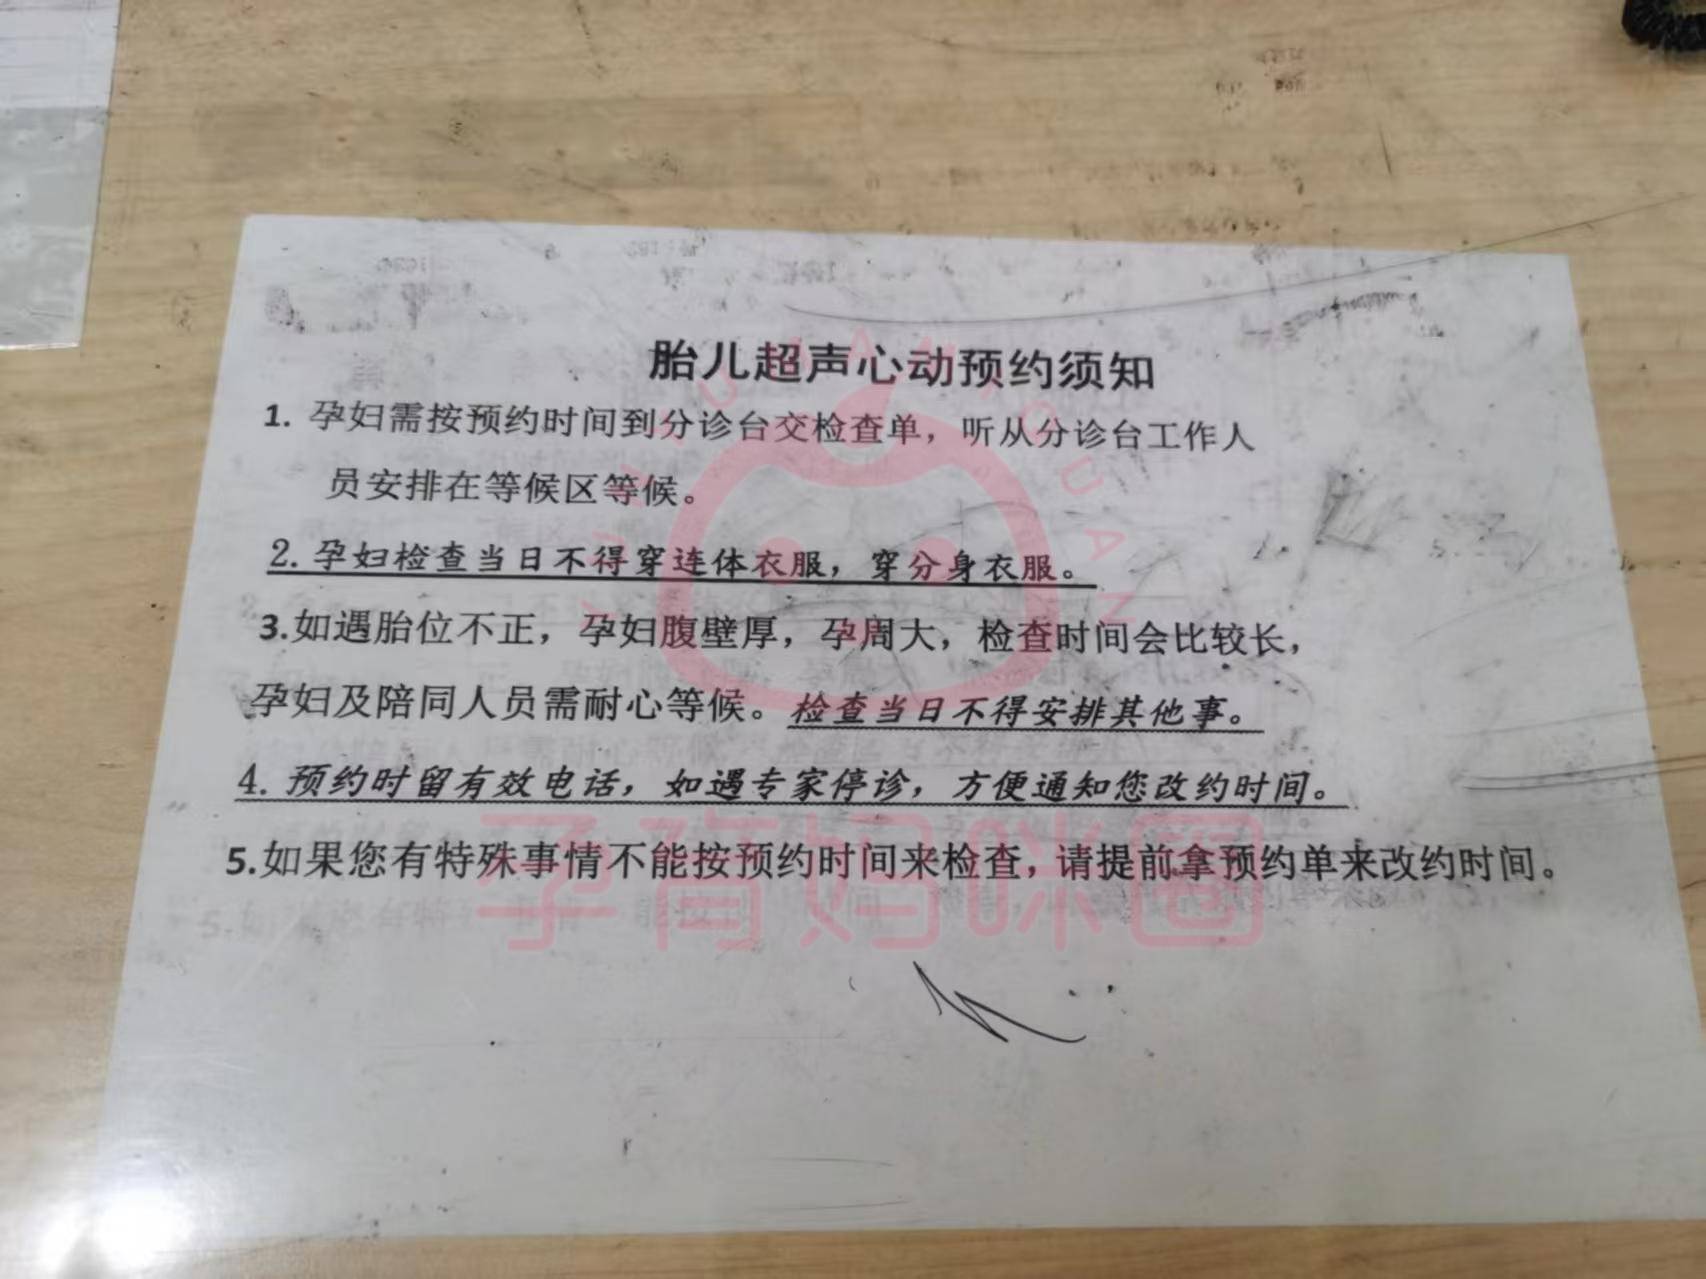 胎儿超声心动预约须知
1. 孕妇需按预约时间到分诊台交检查单，听从分诊台工作人
员安排在等候区等候。
2. 孕妇检查当日不得穿连体衣服，穿分身衣服。
3.如遇胎位不正，孕妇腹壁厚，孕周大，检查时间会比较长，
孕妇及陪同人员需耐心等候。检查当日不得安排其他事。
4. 预约时留有效电话，如遇专家停诊，方便通知您改约时间。
5.如果您有特殊事情不能按预约时间来检查，请提前拿预约单来改约时间。
孕育妈咪圈